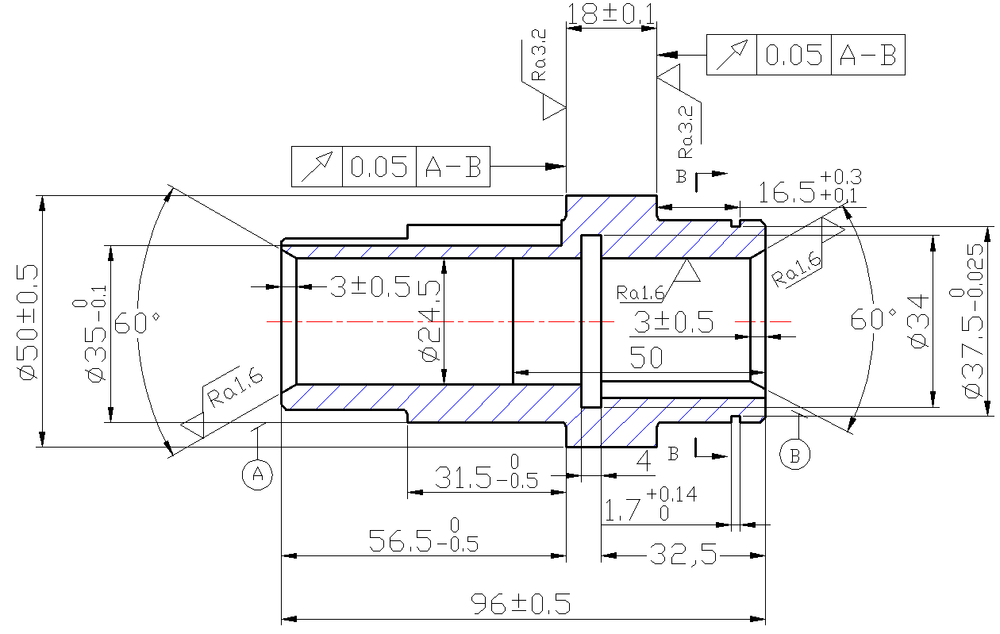 18±0.1
Ra3.2
0.05 A-B
Ra3.2
0.05 A-B
B
16.5 +0.3 +0.1
Ø50±0.5
Ø35 0 -0.1
60°
3±0.5
Ø24.5
Ra1.6
Ra1.6
3±0.5
50
60°
Ø34
Ø37.5 0 -0.025
Ra1.6
A
B
B
4
31.5 0 -0.5
1.7 +0.14 0
56.5 0 -0.5
32,5
96±0.5